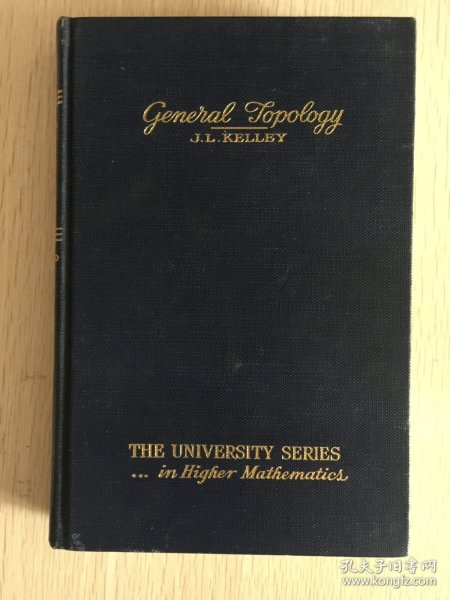 General Topology
J.L.KELLEY
THE UNIVERSITY SERIES
... in Higher Mathematics
孔夫子旧书网
www.kongfz.com